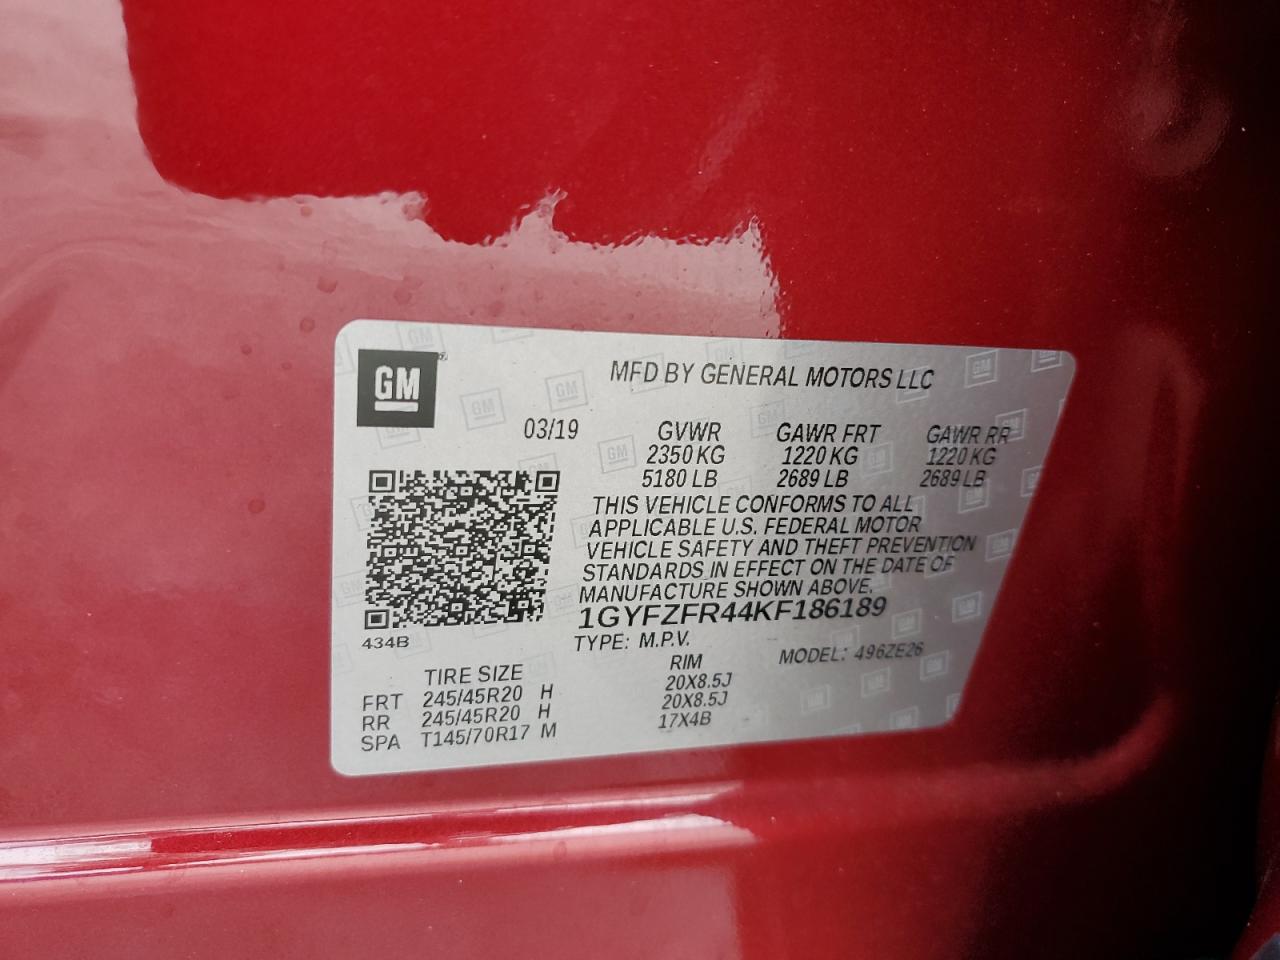 GM
MFD BY GENERAL MOTORS LLC
03/19 GVWR GAWR FRT GAWR RR
2350 KG 1220 KG 1220 KG
5180 LB 2689 LB 2689 LB
THIS VEHICLE CONFORMS TO ALL
APPLICABLE U.S. FEDERAL MOTOR
VEHICLE SAFETY AND THEFT PREVENTION
STANDARDS IN EFFECT ON THE DATE OF
MANUFACTURE SHOWN ABOVE.
1GYFZFR44KF186189
434B
TYPE: M.P.V. MODEL: 496ZE26
TIRE SIZE RIM
FRT 245/45R20 H 20X8.5J
RR 245/45R20 H 20X8.5J
SPA T145/70R17 M 17X4B